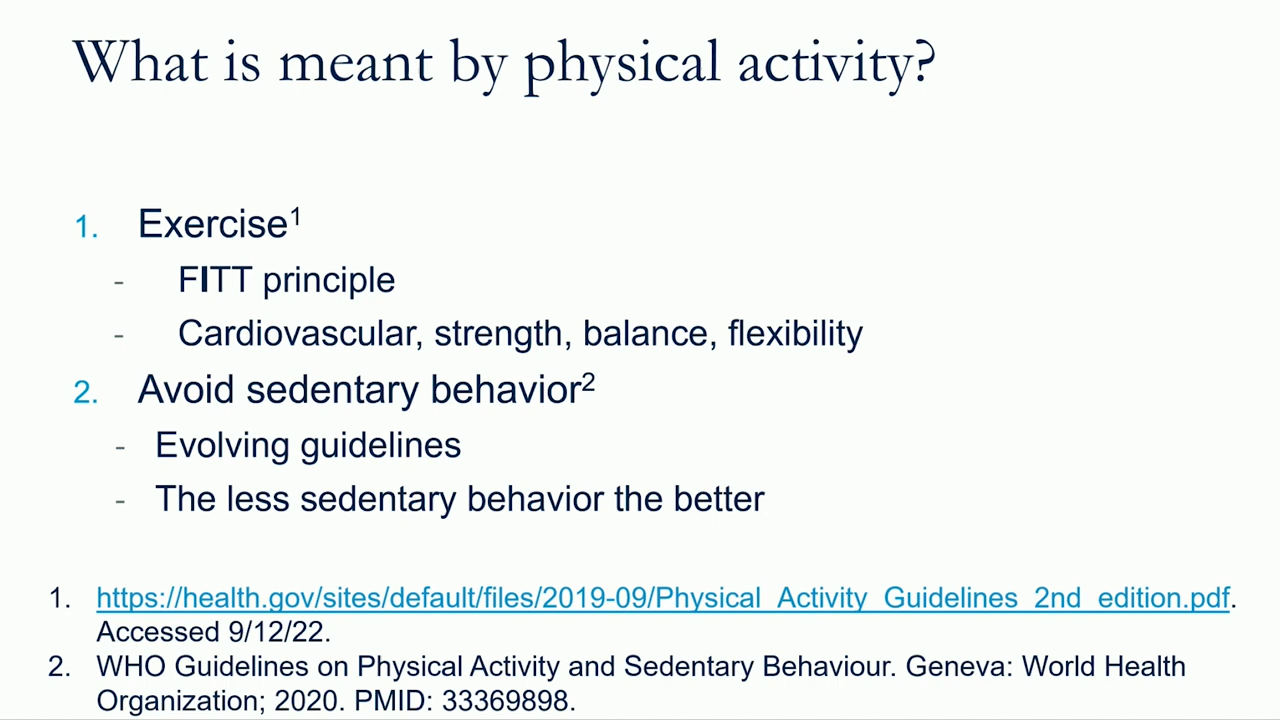 What is meant by physical activity?
1. Exercise¹
- FITT principle
- Cardiovascular, strength, balance, flexibility
2. Avoid sedentary behavior²
- Evolving guidelines
- The less sedentary behavior the better
1. https://health.gov/sites/default/files/2019-09/Physical_Activity_Guidelines_2nd_edition.pdf.
Accessed 9/12/22.
2. WHO Guidelines on Physical Activity and Sedentary Behaviour. Geneva: World Health
Organization; 2020. PMID: 33369898.